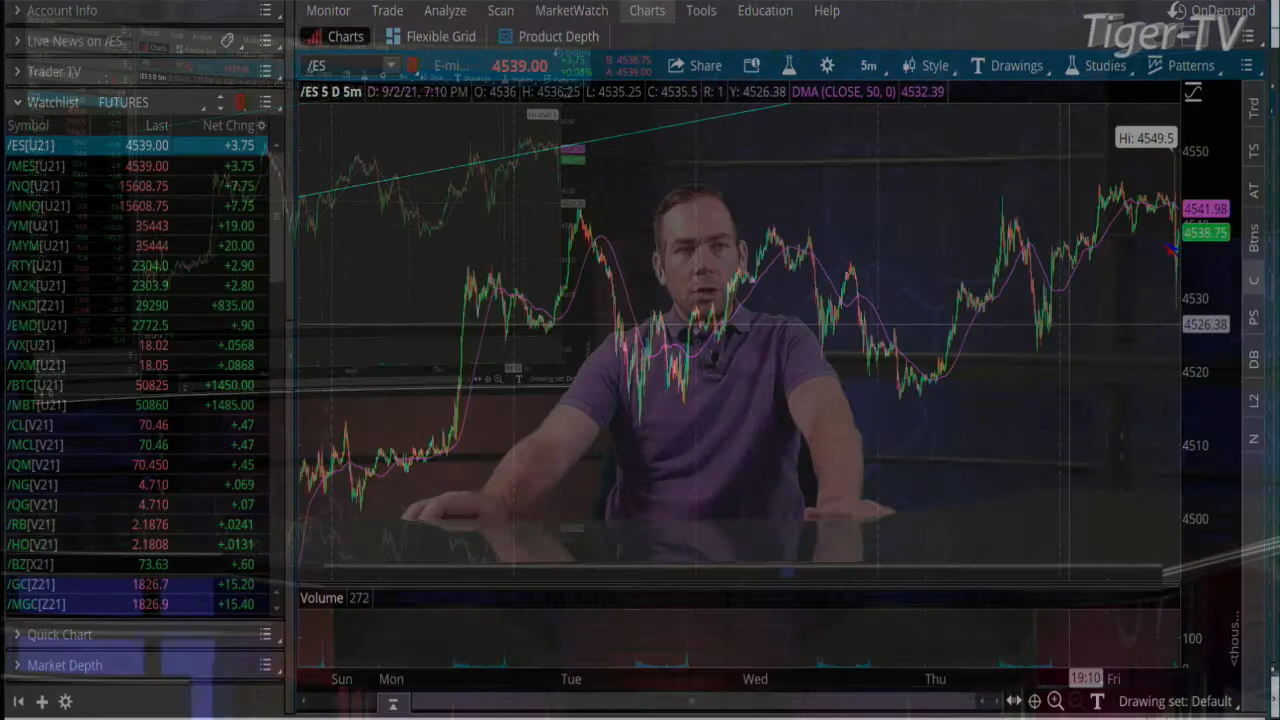 Account Info
Monitor Trade Analyze Scan MarketWatch Charts Tools Education Help OnDemand
Tiger-TV
Live News on /ES
Charts Flexible Grid Product Depth
Trader TV
/ES E-mi... 4539.00 +3.75 +0.08% B: 4538.75 A: 4539.00 Share 5m Style Drawings Studies Patterns
Watchlist FUTURES
/ES 5 D 5m D: 9/2/21, 7:10 PM O: 4536 H: 4536.25 L: 4535.25 C: 4535.5 R: 1 Y: 4526.38 DMA (CLOSE, 50, 0) 4532.39
Symbol Last Net Chng
/ES[U21] 4539.00 +3.75
/MES[U21] 4539.00 +3.75
/NQ[U21] 15608.75 +7.75
/MNQ[U21] 15608.75 +7.75
/YM[U21] 35443 +19.00
/MYM[U21] 35444 +20.00
/RTY[U21] 2304.0 +2.90
/M2K[U21] 2303.9 +2.80
/NKD[Z21] 29290 +835.00
/EMD[U21] 2772.5 +.90
/VX[U21] 18.02 +.0568
/VXM[U21] 18.05 +.0868
/BTC[U21] 50825 +1450.00
/MBT[U21] 50860 +1485.00
/CL[V21] 70.46 +.47
/MCL[V21] 70.46 +.47
/QM[V21] 70.450 +.45
/NG[V21] 4.710 +.069
/QG[V21] 4.710 +.07
/RB[V21] 2.1876 +.0241
/HO[V21] 2.1808 +.0131
/BZ[X21] 73.63 +.60
/GC[Z21] 1826.7 +15.20
/MGC[Z21] 1826.9 +15.40
Quick Chart
Market Depth
Hi: 4549.5
4550
4541.98
4538.75
4530
4526.38
4520
4510
4500
Trd
TS
AT
Btns
C
PS
DB
L2
N
Volume 272
100
<thous...
Sun Mon Tue Wed Thu 19:10 Fri
Drawing set: Default